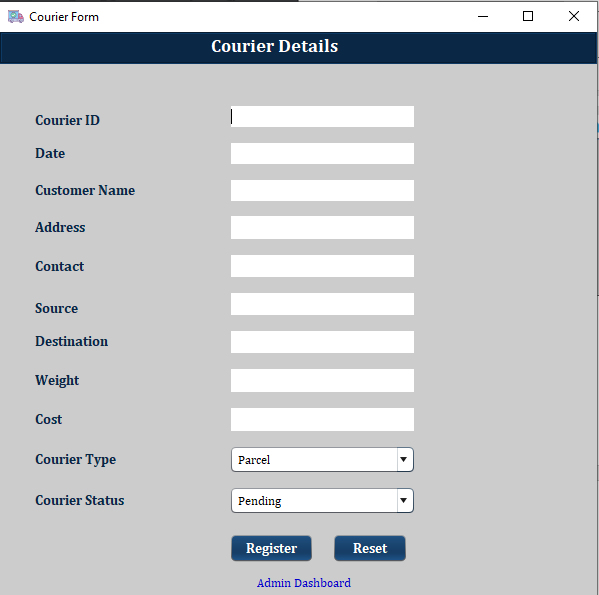 Courier Form
Courier Details
Courier ID
Date
Customer Name
Address
Contact
Source
Destination
Weight
Cost
Courier Type Parcel
Courier Status Pending
Register Reset
Admin Dashboard